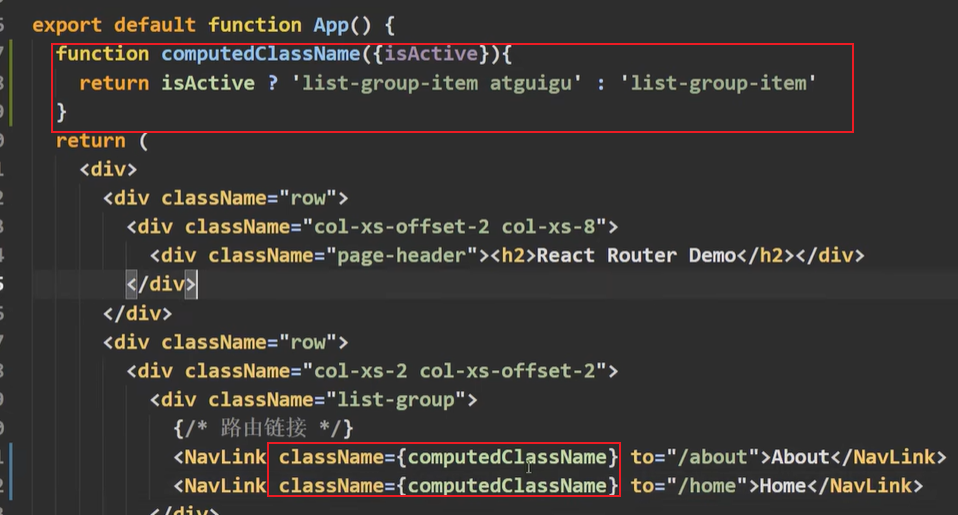 export default function App() {
function computedClassName({isActive}){
return isActive ? 'list-group-item atguigu' : 'list-group-item'
}
return (
<div>
<div className="row">
<div className="col-xs-offset-2 col-xs-8">
<div className="page-header"><h2>React Router Demo</h2></div>
</div>
</div>
<div className="row">
<div className="col-xs-2 col-xs-offset-2">
<div className="list-group">
{/* 路由链接 */}
<NavLink className={computedClassName} to="/about">About</NavLink>
<NavLink className={computedClassName} to="/home">Home</NavLink>
</div>